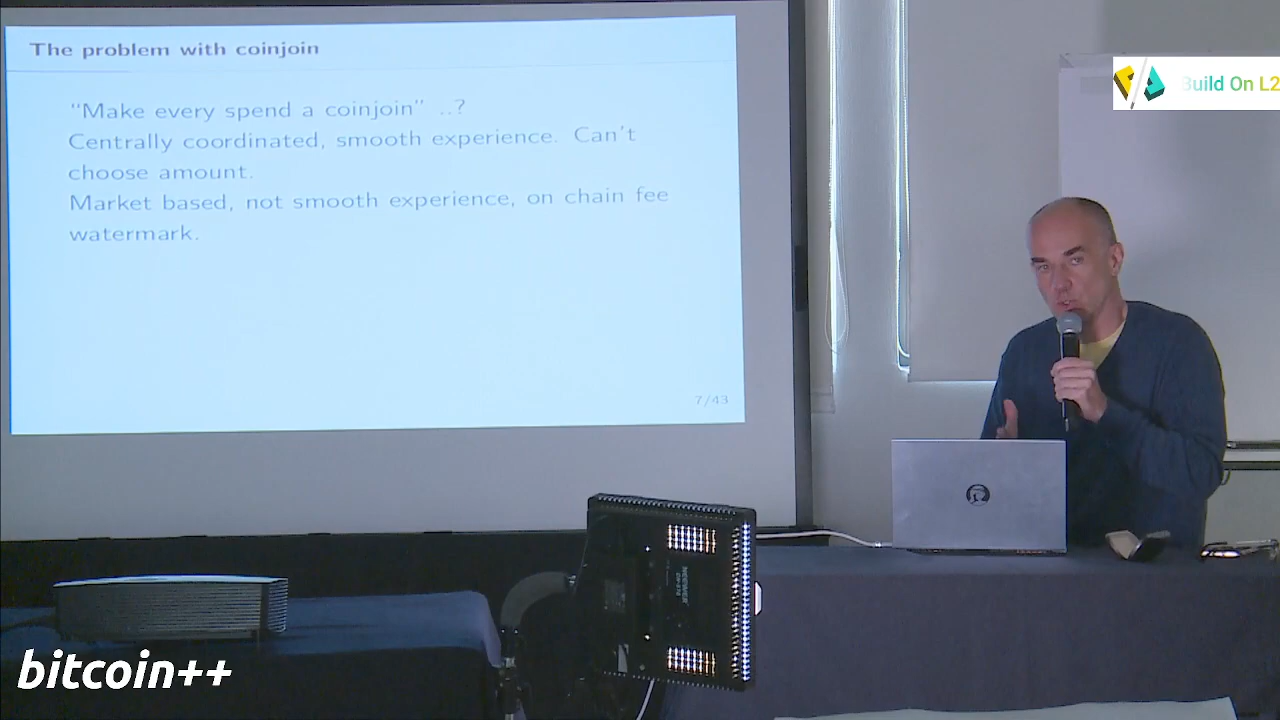 The problem with coinjoin
“Make every spend a coinjoin” ..?
Centrally coordinated, smooth experience. Can't
choose amount.
Market based, not smooth experience, on chain fee
watermark.
7/43
Build On L2
NEEWER
bitcoin++